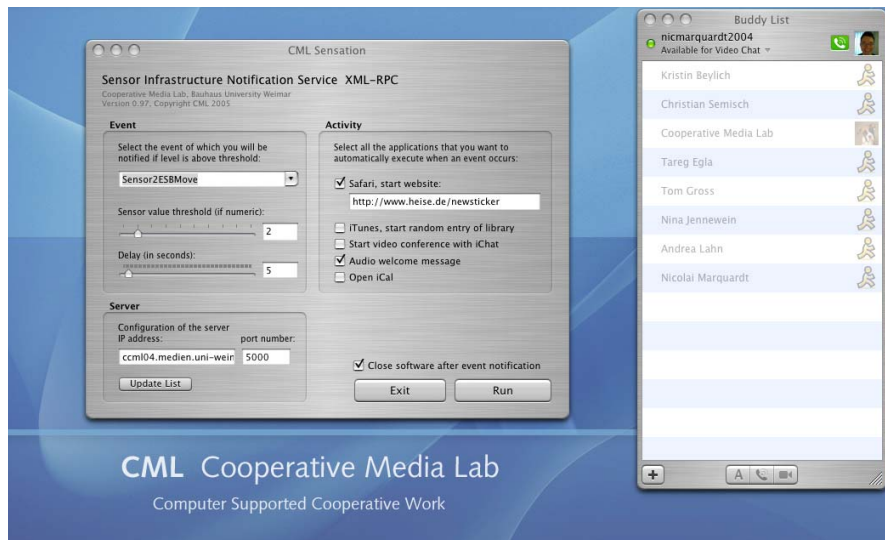 CML Sensation
Sensor Infrastructure Notification Service XML-RPC
Cooperative Media Lab, Bauhaus University Weimar
Version 0.97, Copyright CML 2005
Event
Select the event of which you will be
notified if level is above threshold:
Sensor2ESBMove
Sensor value threshold (if numeric):
2
Delay (in seconds):
5
Server
Configuration of the server
IP address: port number:
ccml04.medien.uni-wein 5000
Update List
Activity
Select all the applications that you want to
automatically execute when an event occurs:
Safari, start website:
http://www.heise.de/newsticker
iTunes, start random entry of library
Start video conference with iChat
Audio welcome message
Open iCal
Close software after event notification
Exit Run
Buddy List
nicmarquardt2004
Available for Video Chat
Kristin Beylich
Christian Semisch
Cooperative Media Lab
Tareg Egla
Tom Gross
Nina Jennewein
Andrea Lahn
Nicolai Marquardt
+ A
CML Cooperative Media Lab
Computer Supported Cooperative Work